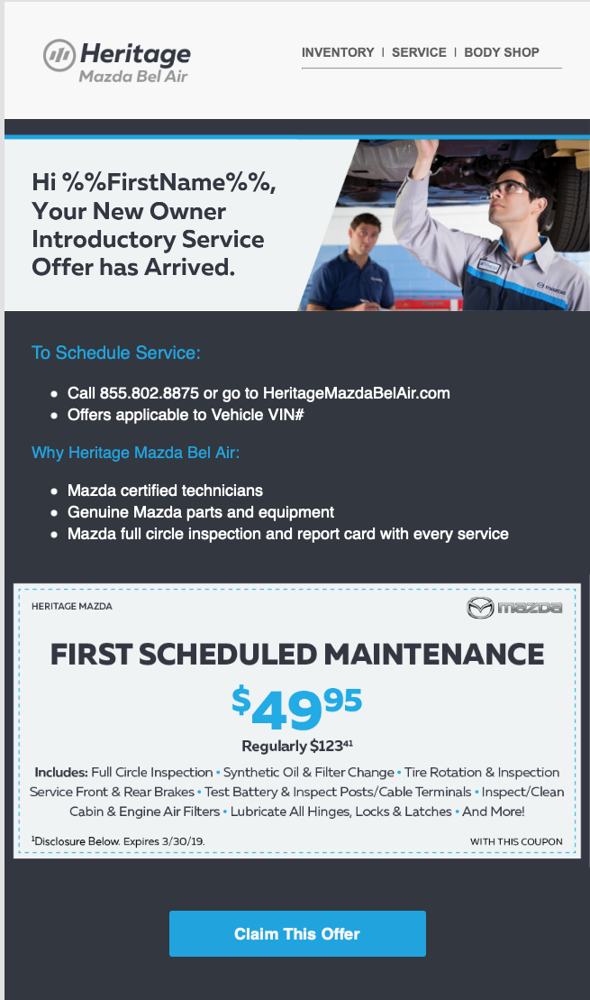 Heritage
Mazda Bel Air
INVENTORY | SERVICE | BODY SHOP
Hi %%FirstName%%,
Your New Owner
Introductory Service
Offer has Arrived.
mazda
To Schedule Service:
• Call 855.802.8875 or go to HeritageMazdaBelAir.com
• Offers applicable to Vehicle VIN#
Why Heritage Mazda Bel Air:
• Mazda certified technicians
• Genuine Mazda parts and equipment
• Mazda full circle inspection and report card with every service
HERITAGE MAZDA
mazda
FIRST SCHEDULED MAINTENANCE
$4995
Regularly $12341
Includes: Full Circle Inspection • Synthetic Oil & Filter Change • Tire Rotation & Inspection
Service Front & Rear Brakes • Test Battery & Inspect Posts/Cable Terminals • Inspect/Clean
Cabin & Engine Air Filters • Lubricate All Hinges, Locks & Latches • And More!
1Disclosure Below. Expires 3/30/19.
WITH THIS COUPON
Claim This Offer